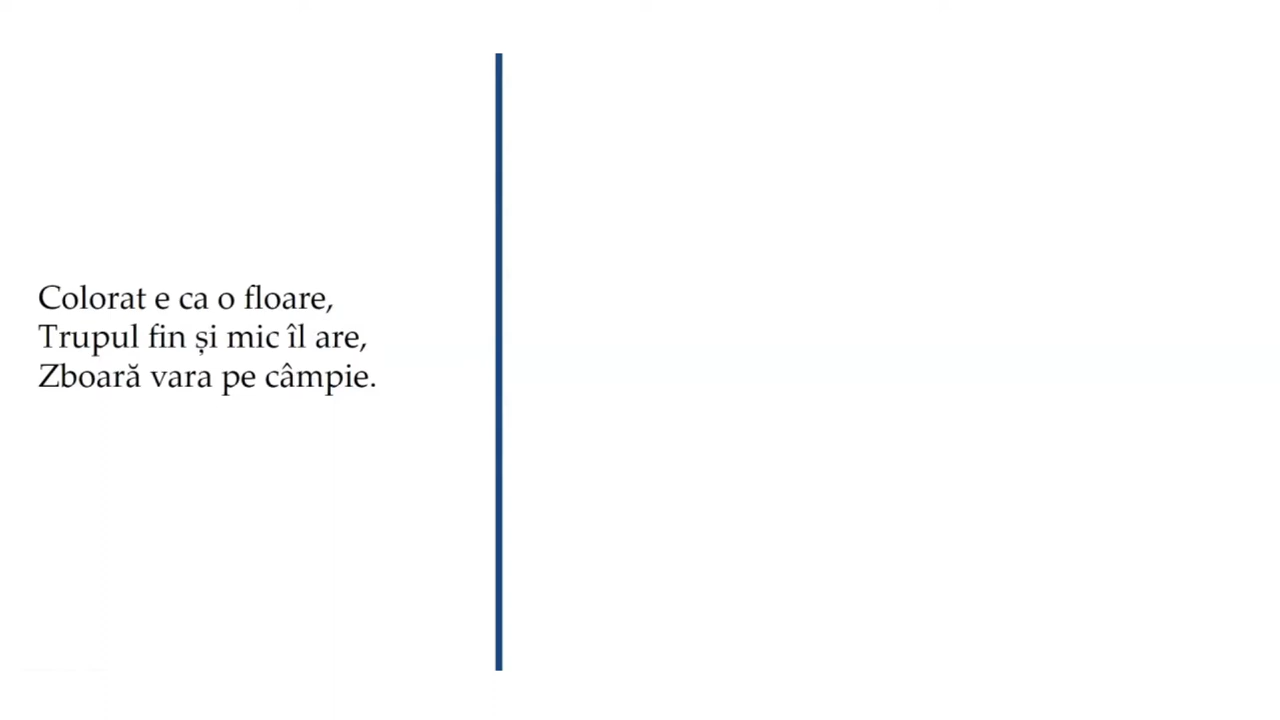 Colorat e ca o floare,
Trupul fin și mic îl are,
Zboară vara pe câmpie.